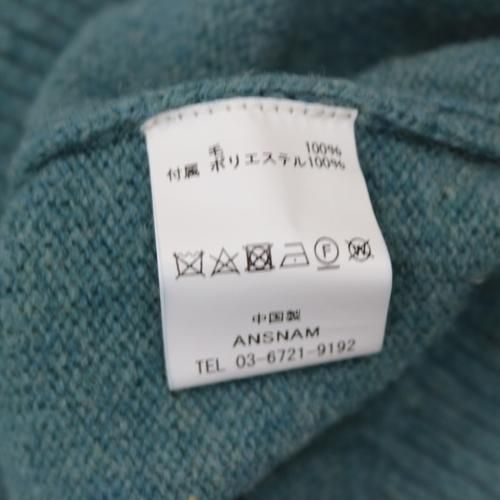 毛 100%
付属 ポリエステル100%
F W
中国製
ANSNAM
TEL 03-6721-9192